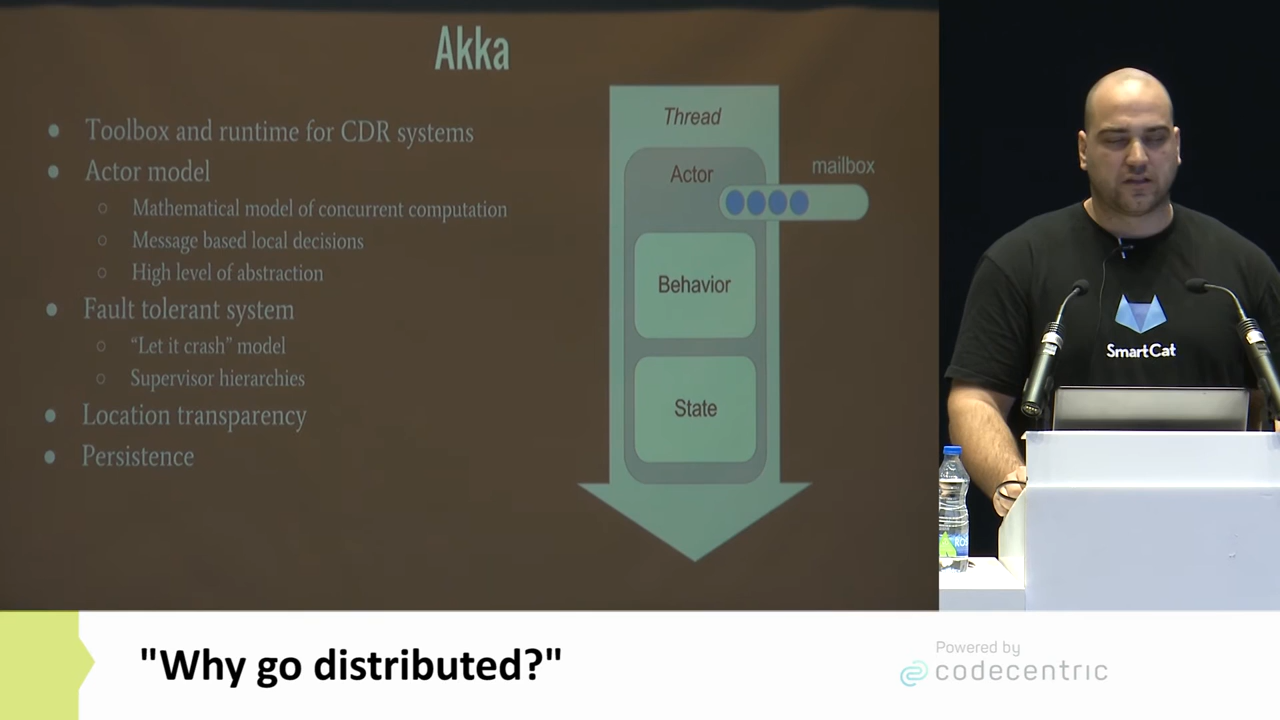 Akka
Toolbox and runtime for CDR systems
Actor model
Mathematical model of concurrent computation
Message based local decisions
High level of abstraction
Fault tolerant system
“Let it crash” model
Supervisor hierarchies
Location transparency
Persistence
Thread
Actor
mailbox
Behavior
State
SmartCat
"Why go distributed?"
Powered by
codecentric